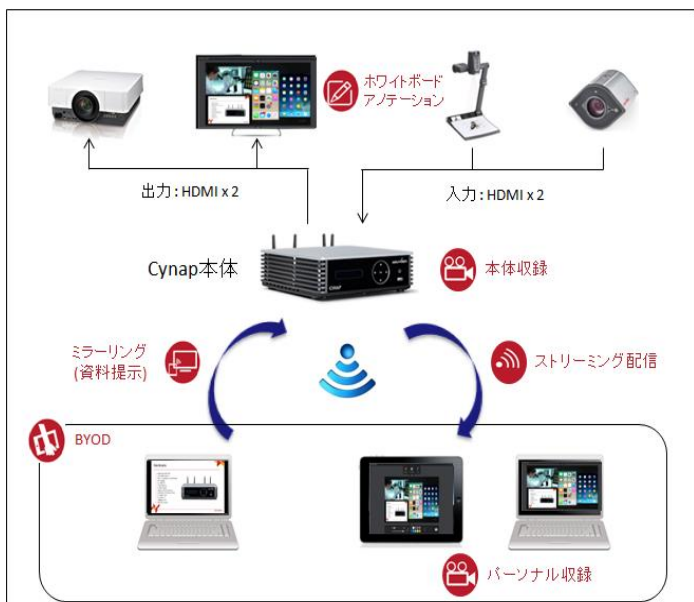 ホワイトボード
アノテーション
出力：HDMI x 2
入力：HDMI x 2
Cynap本体
本体収録
ミラーリング
(資料提示)
ストリーミング配信
BYOD
パーソナル収録